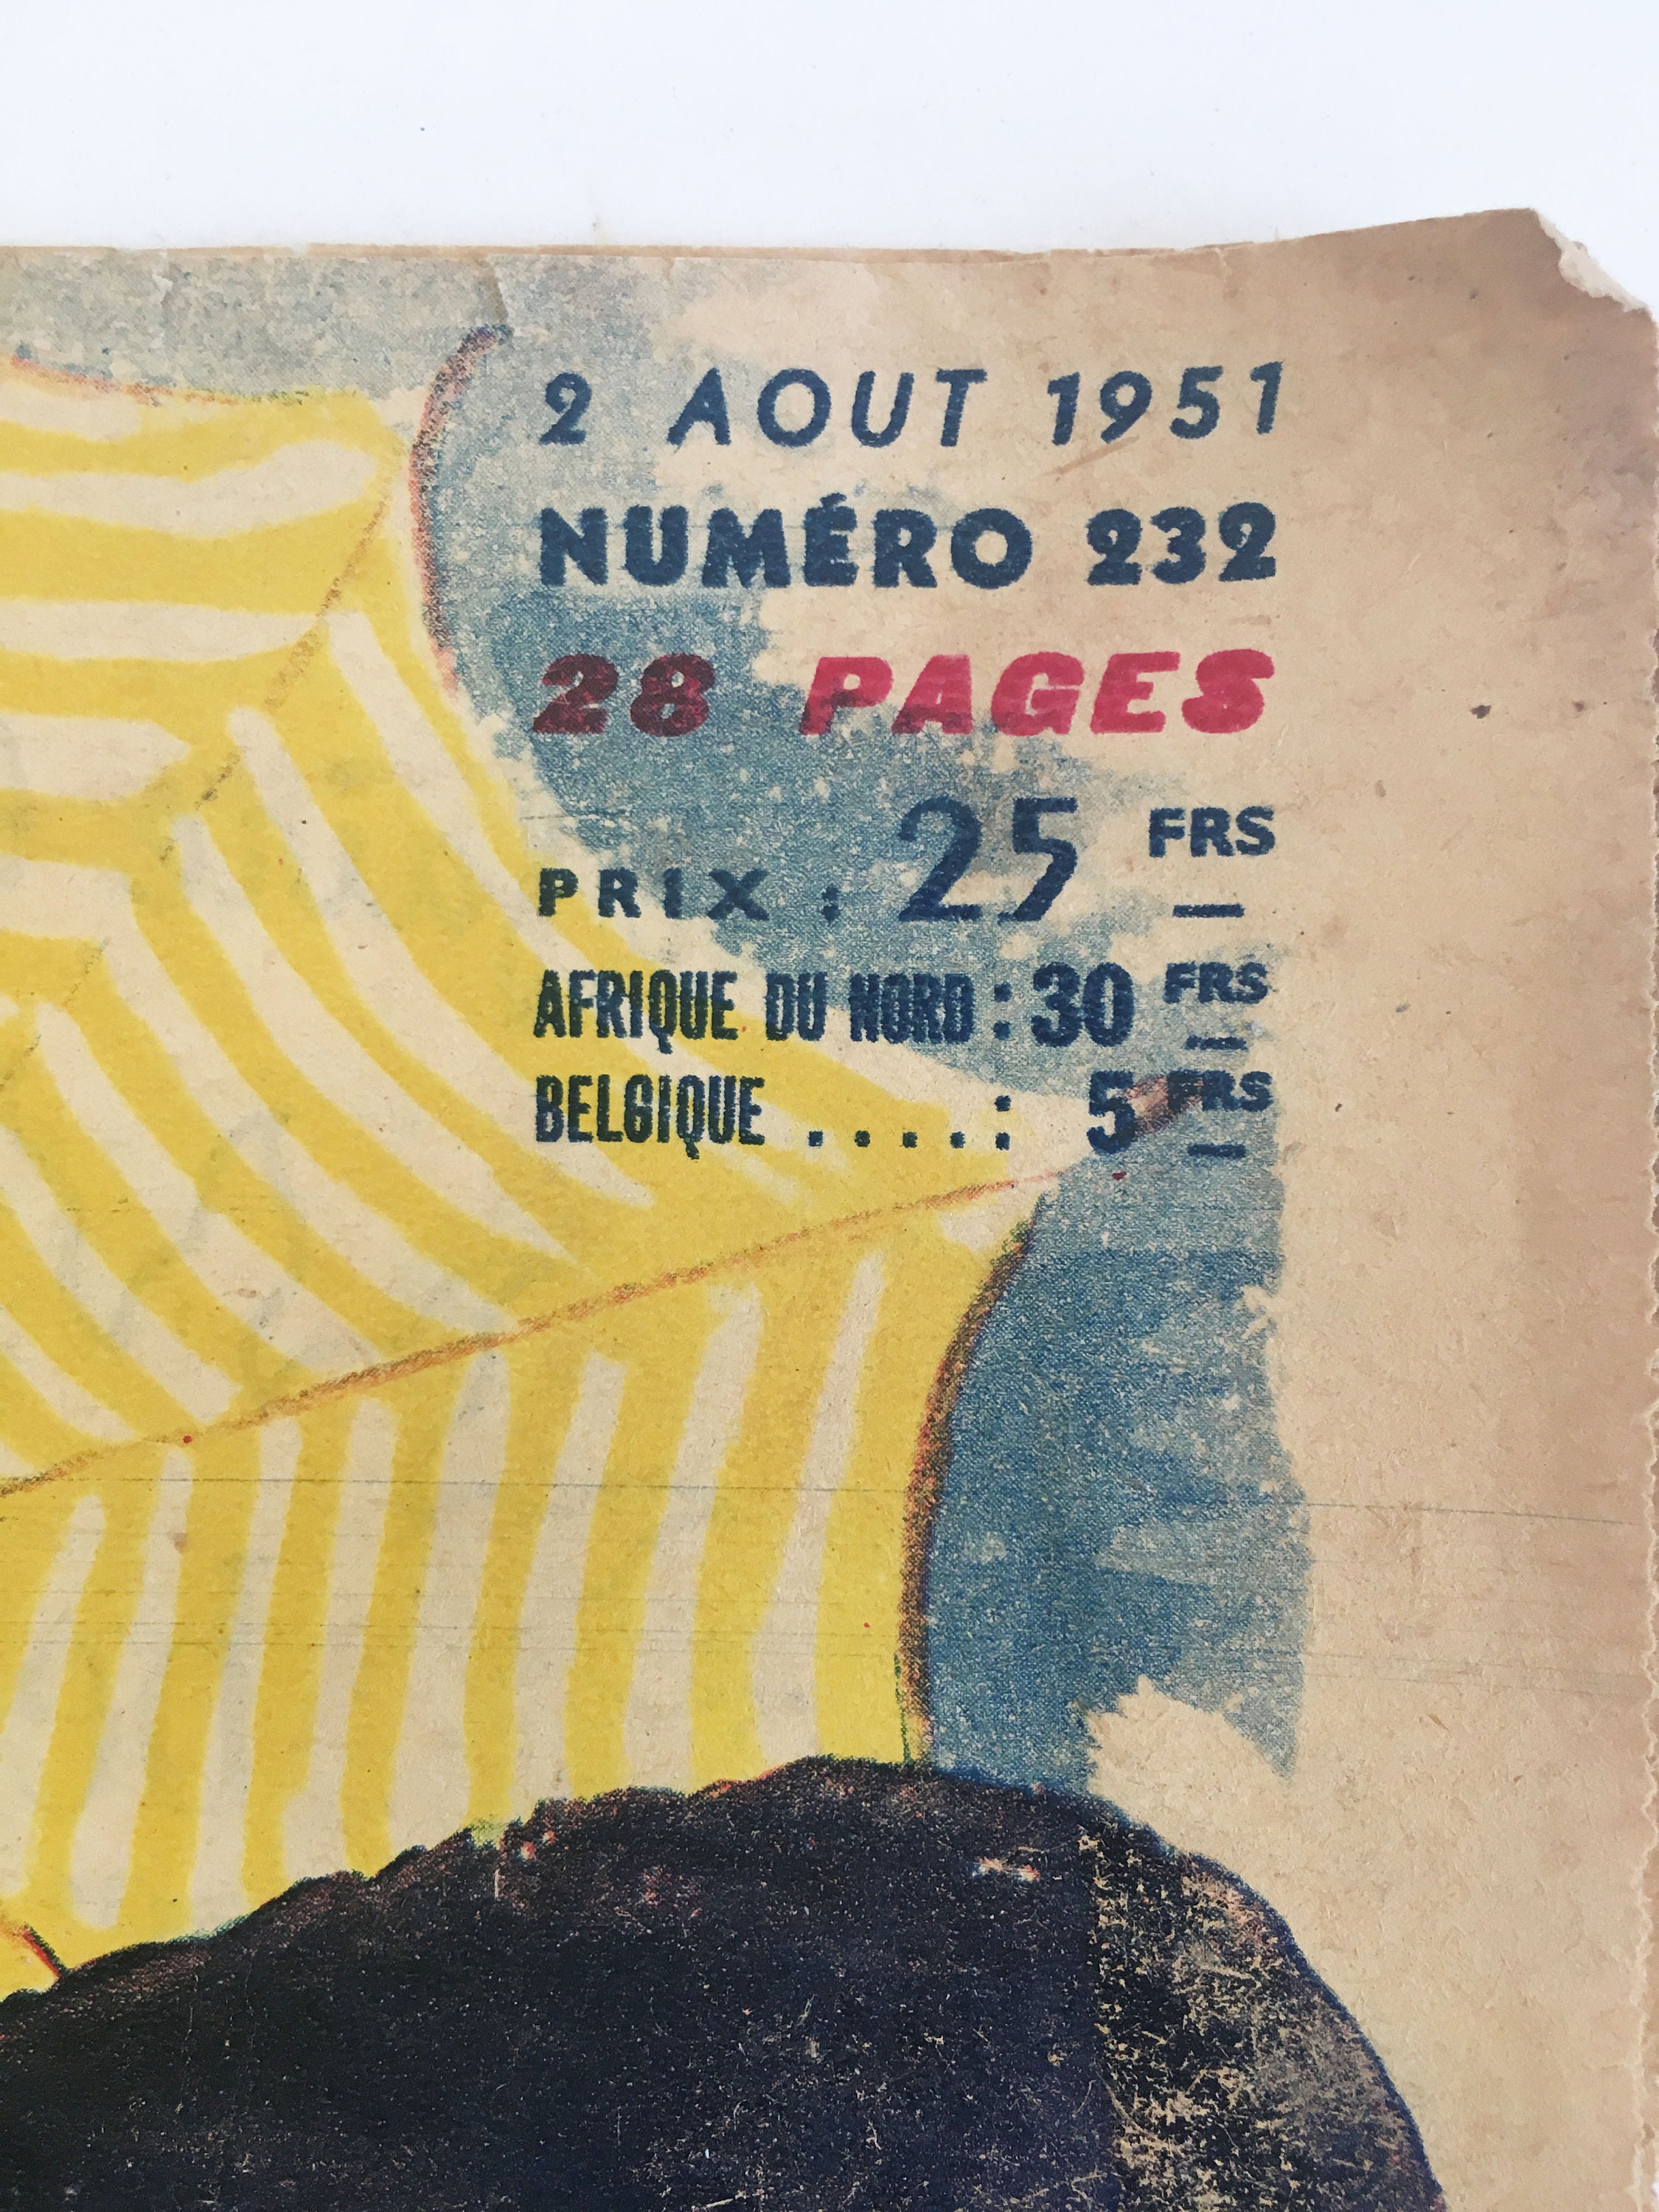 2 AOUT 1951
NUMÉRO 232
28 PAGES
PRIX : 25 FRS
AFRIQUE DU NORD : 30 FRS
BELGIQUE ....: 5 FRS